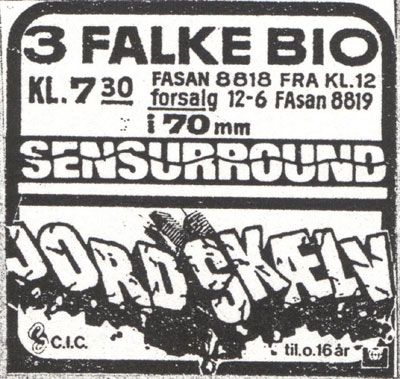 3 FALKE BIO
KL. 7 30 FASAN 8818 FRA KL. 12
forsalg 12-6 FAsan 8819
i 70 mm
SENSURROUND
JORDSKÆLV
C.I.C. til.o.16 år